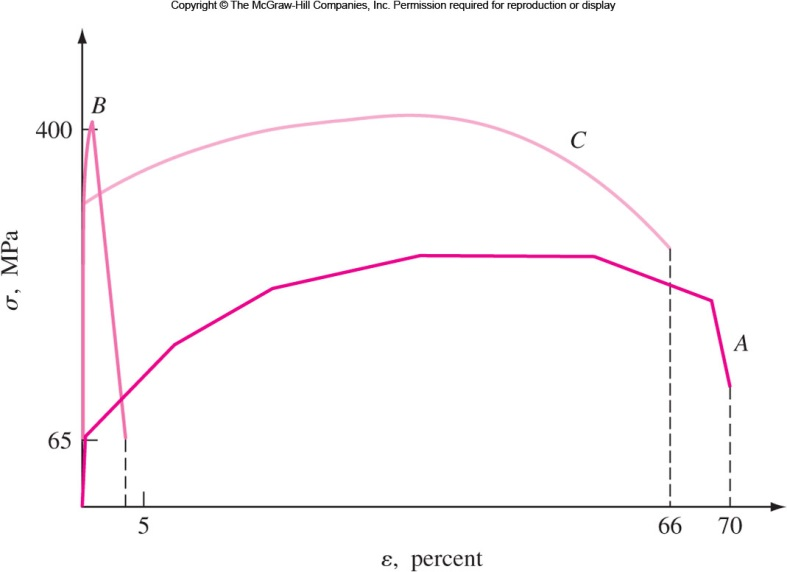 Copyright © The McGraw-Hill Companies, Inc. Permission required for reproduction or display
B
400
C
σ, MPa
A
65
5
66
70
ε, percent